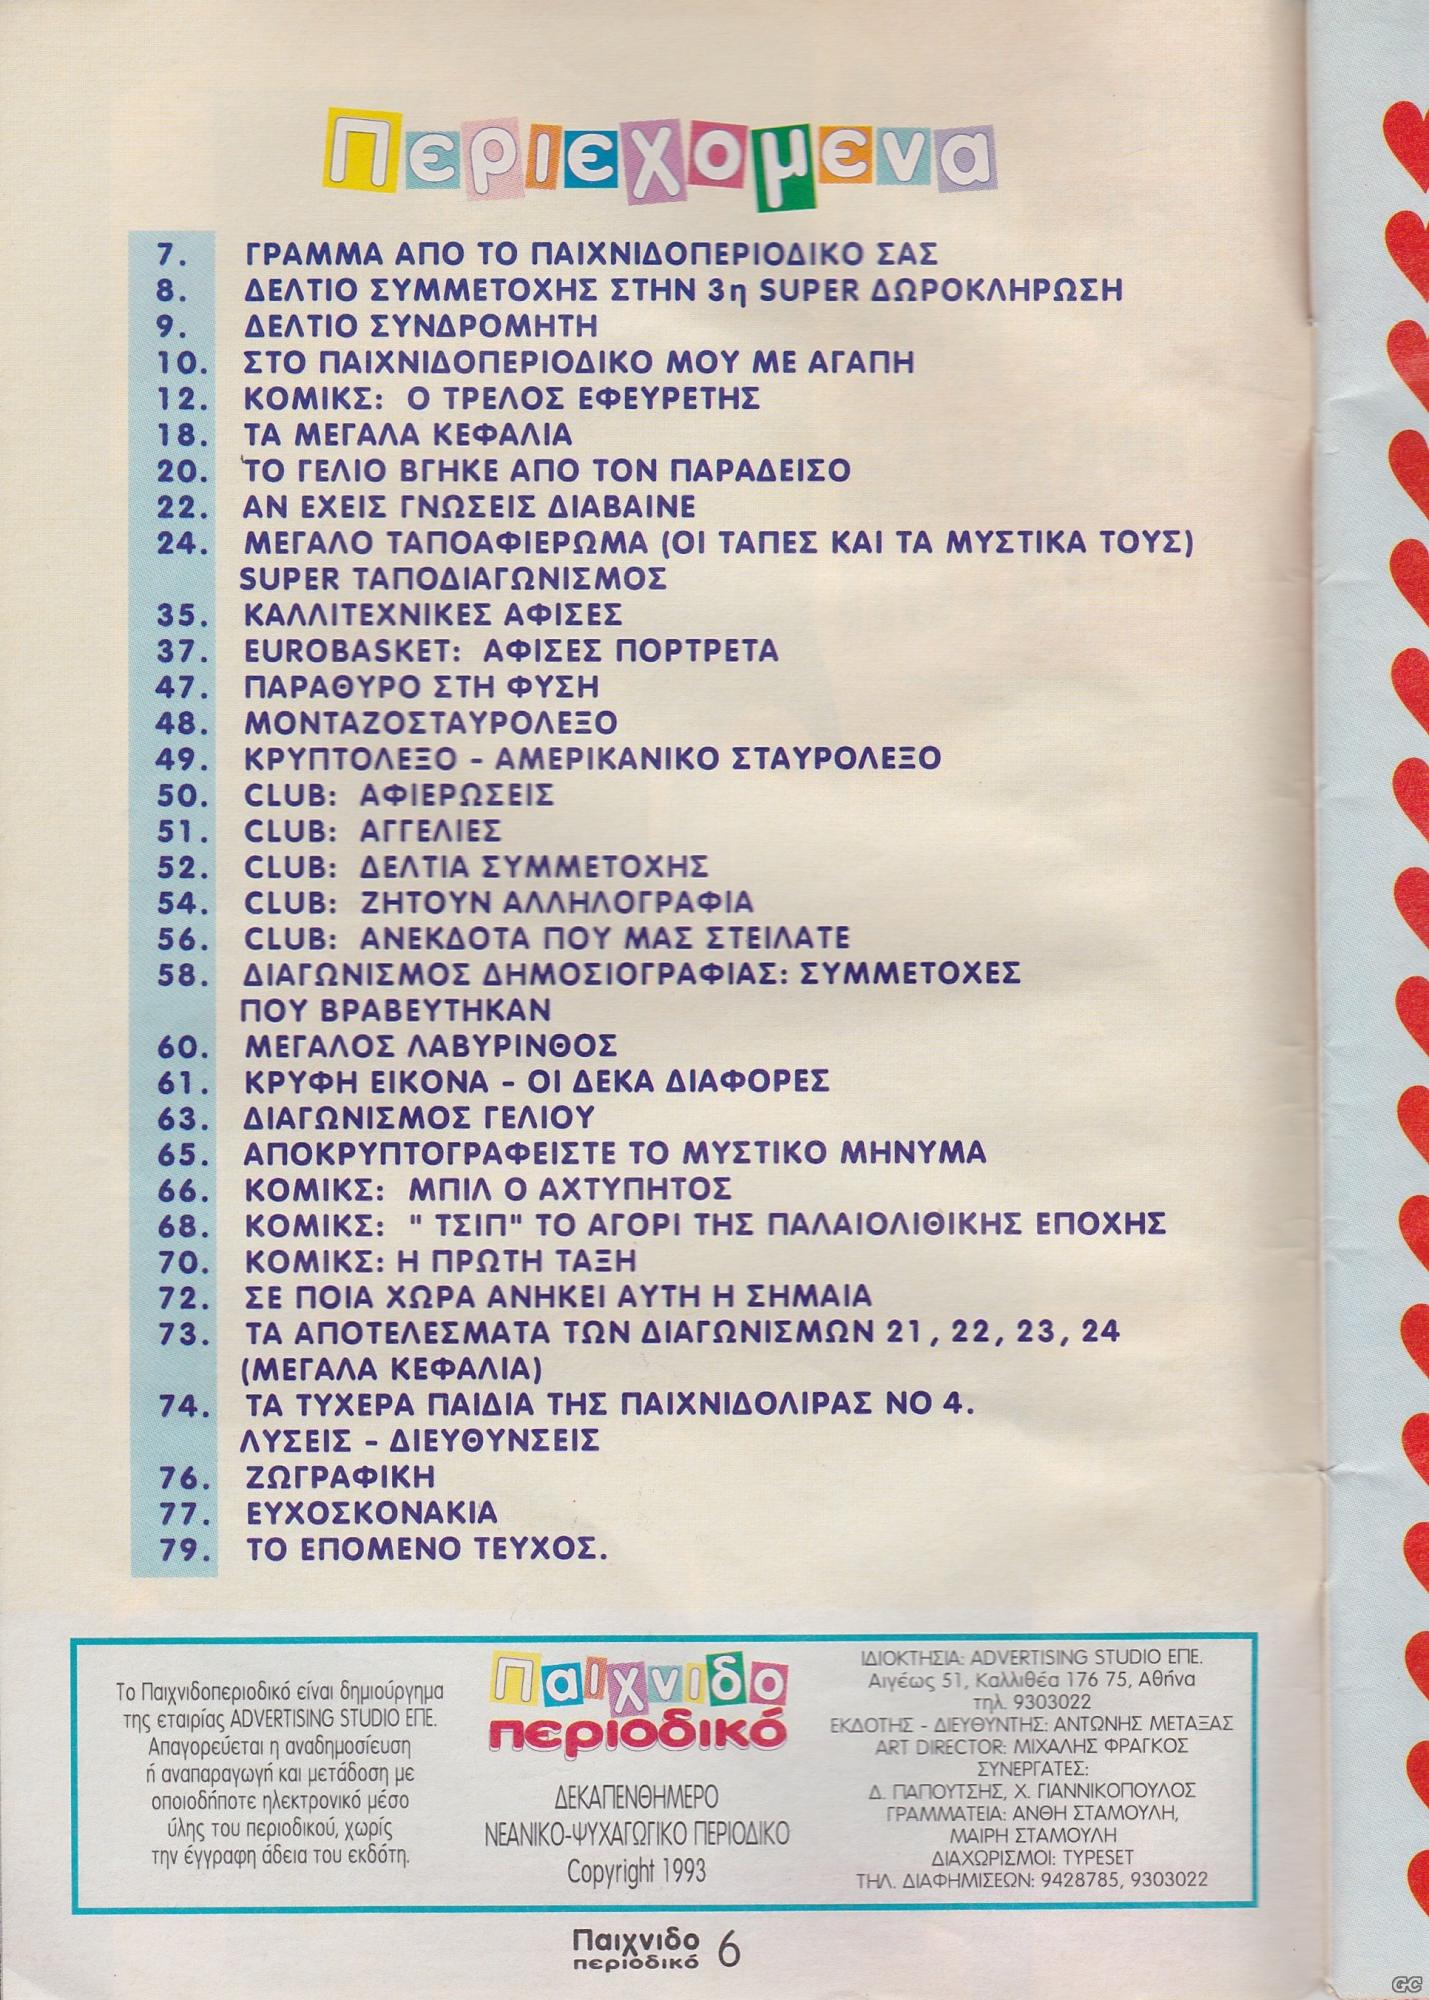 Περιεχομενα
7. ΓΡΑΜΜΑ ΑΠΟ ΤΟ ΠΑΙΧΝΙΔΟΠΕΡΙΟΔΙΚΟ ΣΑΣ
8. ΔΕΛΤΙΟ ΣΥΜΜΕΤΟΧΗΣ ΣΤΗΝ 3η SUPER ΔΩΡΟΚΛΗΡΩΣΗ
9. ΔΕΛΤΙΟ ΣΥΝΔΡΟΜΗΤΗ
10. ΣΤΟ ΠΑΙΧΝΙΔΟΠΕΡΙΟΔΙΚΟ ΜΟΥ ΜΕ ΑΓΑΠΗ
12. ΚΟΜΙΚΣ: Ο ΤΡΕΛΟΣ ΕΦΕΥΡΕΤΗΣ
18. ΤΑ ΜΕΓΑΛΑ ΚΕΦΑΛΙΑ
20. ΤΟ ΓΕΛΙΟ ΒΓΗΚΕ ΑΠΟ ΤΟΝ ΠΑΡΑΔΕΙΣΟ
22. ΑΝ ΕΧΕΙΣ ΓΝΩΣΕΙΣ ΔΙΑΒΑΙΝΕ
24. ΜΕΓΑΛΟ ΤΑΠΟΑΦΙΕΡΩΜΑ (ΟΙ ΤΑΠΕΣ ΚΑΙ ΤΑ ΜΥΣΤΙΚΑ ΤΟΥΣ)
SUPER ΤΑΠΟΔΙΑΓΩΝΙΣΜΟΣ
35. ΚΑΛΛΙΤΕΧΝΙΚΕΣ ΑΦΙΣΕΣ
37. EUROBASKET: ΑΦΙΣΕΣ ΠΟΡΤΡΕΤΑ
47. ΠΑΡΑΘΥΡΟ ΣΤΗ ΦΥΣΗ
48. ΜΟΝΤΑΖΟΣΤΑΥΡΟΛΕΞΟ
49. ΚΡΥΠΤΟΛΕΞΟ - ΑΜΕΡΙΚΑΝΙΚΟ ΣΤΑΥΡΟΛΕΞΟ
50. CLUB: ΑΦΙΕΡΩΣΕΙΣ
51. CLUB: ΑΓΓΕΛΙΕΣ
52. CLUB: ΔΕΛΤΙΑ ΣΥΜΜΕΤΟΧΗΣ
54. CLUB: ΖΗΤΟΥΝ ΑΛΛΗΛΟΓΡΑΦΙΑ
56. CLUB: ΑΝΕΚΔΟΤΑ ΠΟΥ ΜΑΣ ΣΤΕΙΛΑΤΕ
58. ΔΙΑΓΩΝΙΣΜΟΣ ΔΗΜΟΣΙΟΓΡΑΦΙΑΣ: ΣΥΜΜΕΤΟΧΕΣ
ΠΟΥ ΒΡΑΒΕΥΤΗΚΑΝ
60. ΜΕΓΑΛΟΣ ΛΑΒΥΡΙΝΘΟΣ
61. ΚΡΥΦΗ ΕΙΚΟΝΑ - ΟΙ ΔΕΚΑ ΔΙΑΦΟΡΕΣ
63. ΔΙΑΓΩΝΙΣΜΟΣ ΓΕΛΙΟΥ
65. ΑΠΟΚΡΥΠΤΟΓΡΑΦΕΙΣΤΕ ΤΟ ΜΥΣΤΙΚΟ ΜΗΝΥΜΑ
66. ΚΟΜΙΚΣ: ΜΠΙΛ Ο ΑΧΤΥΠΗΤΟΣ
68. ΚΟΜΙΚΣ: " ΤΣΙΠ" ΤΟ ΑΓΟΡΙ ΤΗΣ ΠΑΛΑΙΟΛΙΘΙΚΗΣ ΕΠΟΧΗΣ
70. ΚΟΜΙΚΣ: Η ΠΡΩΤΗ ΤΑΞΗ
72. ΣΕ ΠΟΙΑ ΧΩΡΑ ΑΝΗΚΕΙ ΑΥΤΗ Η ΣΗΜΑΙΑ
73. ΤΑ ΑΠΟΤΕΛΕΣΜΑΤΑ ΤΩΝ ΔΙΑΓΩΝΙΣΜΩΝ 21, 22, 23, 24
(ΜΕΓΑΛΑ ΚΕΦΑΛΙΑ)
74. ΤΑ ΤΥΧΕΡΑ ΠΑΙΔΙΑ ΤΗΣ ΠΑΙΧΝΙΔΟΛΙΡΑΣ ΝΟ 4.
ΛΥΣΕΙΣ - ΔΙΕΥΘΥΝΣΕΙΣ
76. ΖΩΓΡΑΦΙΚΗ
77. ΕΥΧΟΣΚΟΝΑΚΙΑ
79. ΤΟ ΕΠΟΜΕΝΟ ΤΕΥΧΟΣ.
Το Παιχνιδοπεριοδικό είναι δημιούργημα
της εταιρίας ADVERTISING STUDIO ΕΠΕ.
Απαγορεύεται η αναδημοσίευση
ή αναπαραγωγή και μετάδοση με
οποιοδήποτε ηλεκτρονικό μέσο
ύλης του περιοδικού, χωρίς
την έγγραφη άδεια του εκδότη.
Παιχνιδο
περιοδικό
ΔΕΚΑΠΕΝΘΗΜΕΡΟ
ΝΕΑΝΙΚΟ-ΨΥΧΑΓΩΓΙΚΟ ΠΕΡΙΟΔΙΚΟ
Copyright 1993
ΙΔΙΟΚΤΗΣΙΑ: ADVERTISING STUDIO ΕΠΕ.
Αιγέως 51, Καλλιθέα 176 75, Αθήνα
τηλ. 9303022
ΕΚΔΟΤΗΣ - ΔΙΕΥΘΥΝΤΗΣ: ΑΝΤΩΝΗΣ ΜΕΤΑΞΑΣ
ART DIRECTOR: ΜΙΧΑΛΗΣ ΦΡΑΓΚΟΣ
ΣΥΝΕΡΓΑΤΕΣ:
Δ. ΠΑΠΟΥΤΣΗΣ, Χ. ΓΙΑΝΝΙΚΟΠΟΥΛΟΣ
ΓΡΑΜΜΑΤΕΙΑ: ΑΝΘΗ ΣΤΑΜΟΥΛΗ,
ΜΑΙΡΗ ΣΤΑΜΟΥΛΗ
ΔΙΑΧΩΡΙΣΜΟΙ: TYPESET
ΤΗΛ. ΔΙΑΦΗΜΙΣΕΩΝ: 9428785, 9303022
Παιχνιδο
περιοδικό 6
GC